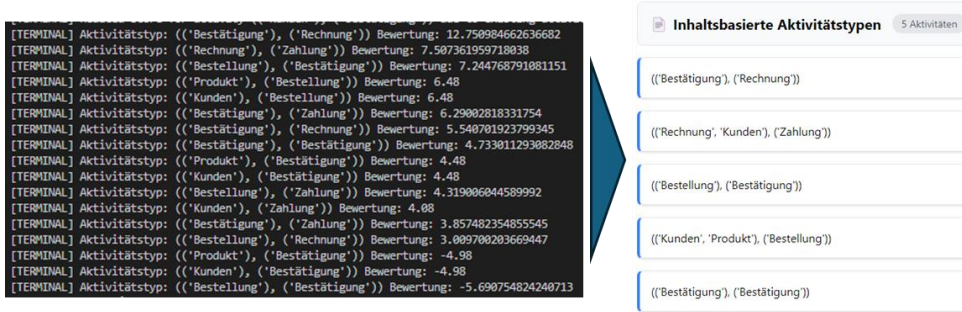 [TERMINAL] Aktivitätstyp: (('Bestätigung'), ('Rechnung')) Bewertung: 12.750984662636682
[TERMINAL] Aktivitätstyp: (('Rechnung'), ('Zahlung')) Bewertung: 7.507361959718038
[TERMINAL] Aktivitätstyp: (('Bestellung'), ('Bestätigung')) Bewertung: 7.244768791081151
[TERMINAL] Aktivitätstyp: (('Produkt'), ('Bestellung')) Bewertung: 6.48
[TERMINAL] Aktivitätstyp: (('Kunden'), ('Bestellung')) Bewertung: 6.48
[TERMINAL] Aktivitätstyp: (('Bestätigung'), ('Zahlung')) Bewertung: 6.29002818331754
[TERMINAL] Aktivitätstyp: (('Bestätigung'), ('Rechnung')) Bewertung: 5.540701923799345
[TERMINAL] Aktivitätstyp: (('Bestätigung'), ('Bestätigung')) Bewertung: 4.733011293082848
[TERMINAL] Aktivitätstyp: (('Produkt'), ('Bestätigung')) Bewertung: 4.48
[TERMINAL] Aktivitätstyp: (('Kunden'), ('Bestätigung')) Bewertung: 4.48
[TERMINAL] Aktivitätstyp: (('Bestellung'), ('Zahlung')) Bewertung: 4.319006044589992
[TERMINAL] Aktivitätstyp: (('Kunden'), ('Zahlung')) Bewertung: 4.08
[TERMINAL] Aktivitätstyp: (('Bestätigung'), ('Zahlung')) Bewertung: 3.857482354855545
[TERMINAL] Aktivitätstyp: (('Bestellung'), ('Rechnung')) Bewertung: 3.009700203669447
[TERMINAL] Aktivitätstyp: (('Produkt'), ('Bestätigung')) Bewertung: -4.98
[TERMINAL] Aktivitätstyp: (('Kunden'), ('Bestätigung')) Bewertung: -4.98
[TERMINAL] Aktivitätstyp: (('Bestellung'), ('Bestätigung')) Bewertung: -5.690754824240713
Inhaltsbasierte Aktivitätstypen 5 Aktivitäten
(('Bestätigung'), ('Rechnung'))
(('Rechnung', 'Kunden'), ('Zahlung'))
(('Bestellung'), ('Bestätigung'))
(('Kunden', 'Produkt'), ('Bestellung'))
(('Bestätigung'), ('Bestätigung'))